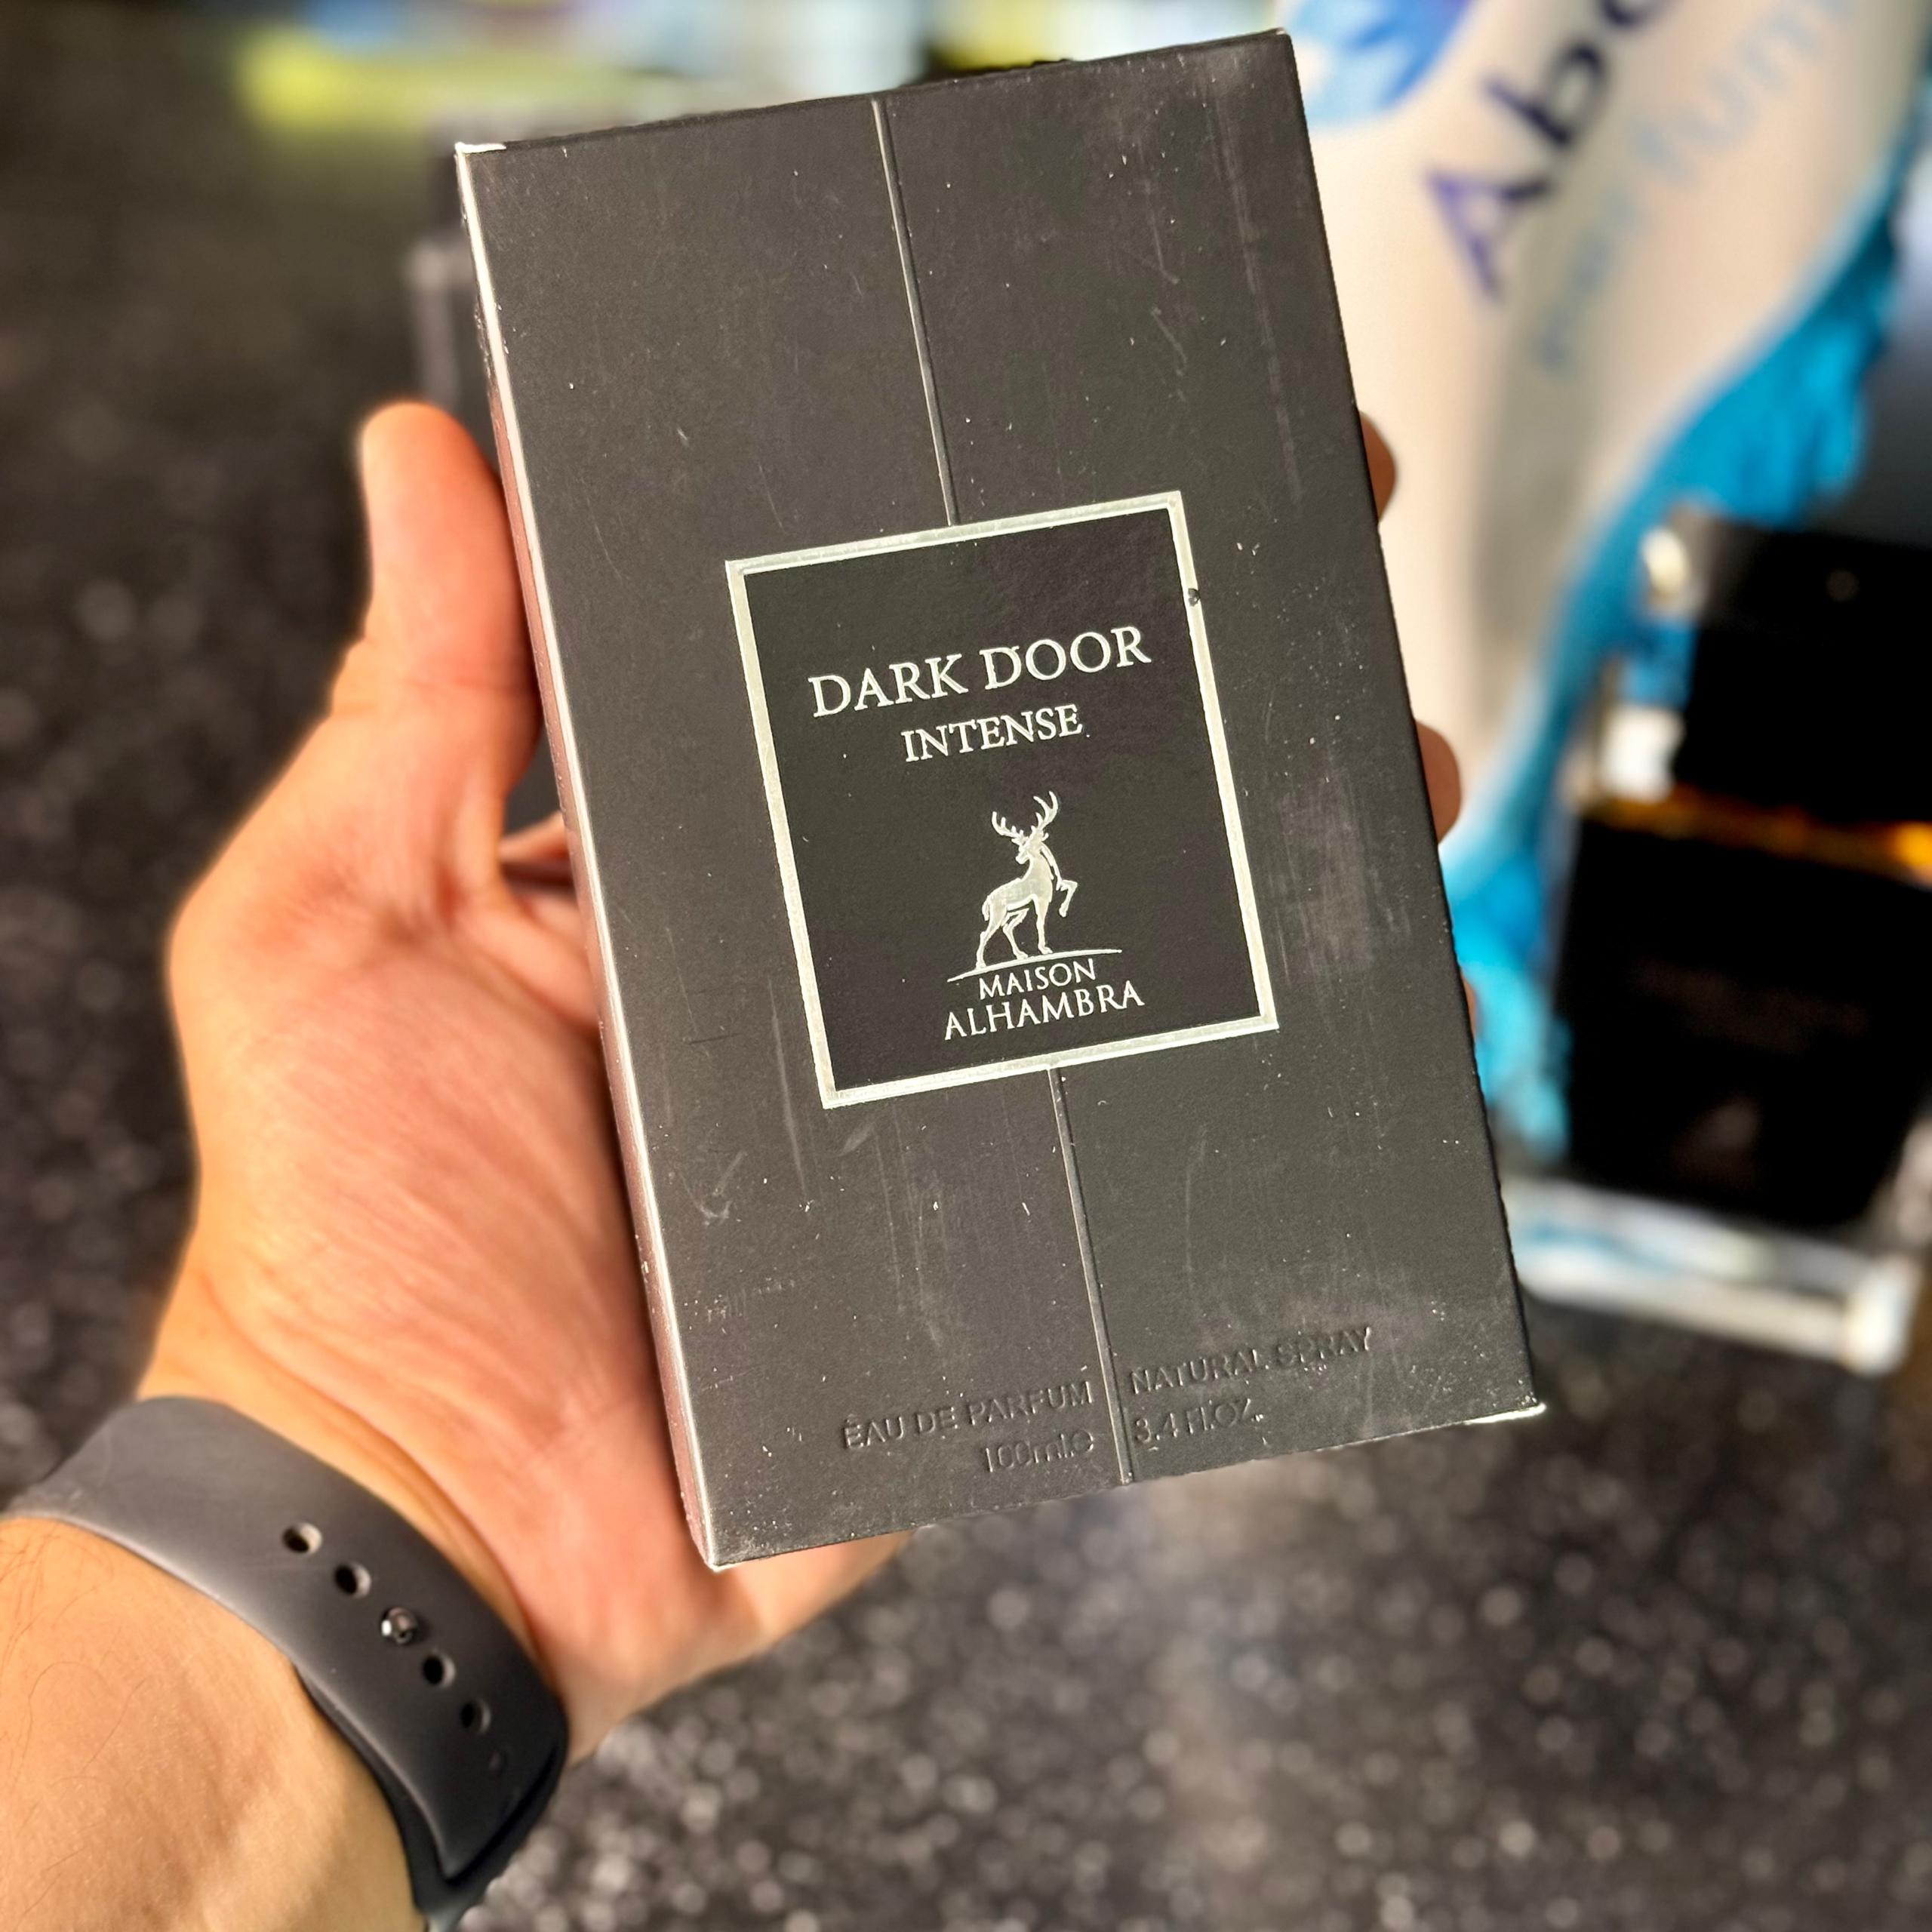 DARK DOOR
INTENSE
MAISON
ALHAMBRA
EAU DE PARFUM
100ml e
NATURAL SPRAY
3.4 Fl.OZ.